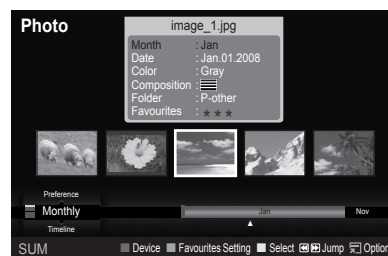 Photo
image_1.jpg
Month : Jan
Date : Jan.01.2008
Color : Gray
Composition :
Folder : P-other
Favourites : ★ ★ ★
Preference
Monthly
Jan
Nov
Timeline
SUM
Device Favourites Setting Select Jump Option